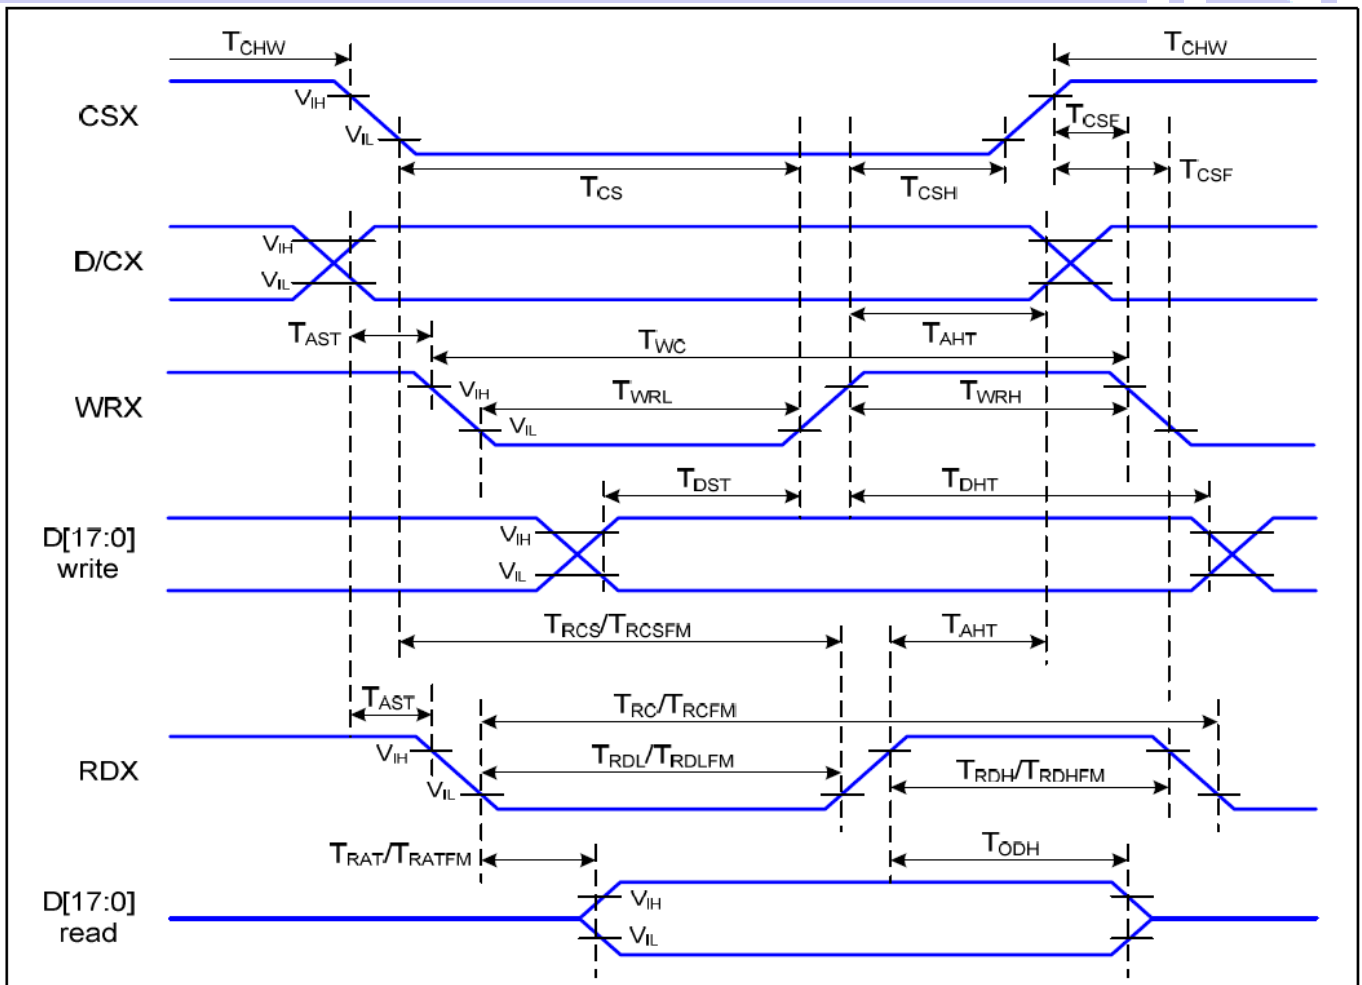 TCHW TCHW
CSX VIH TCSF
VIL
TCS TCSH TCSF
D/CX VIH
VIL
TAST TWC TAHT
WRX VIH TWRL TWRH
VIL
TDST TDHT
D[17:0] VIH
write VIL
TRCS/TRCSFM TAHT
TAST TRC/TRCFM
RDX VIH TRDL/TRDLFM TRDH/TRDHFM
VIL
TRAT/TRATFM TODH
D[17:0] VIH
read VIL